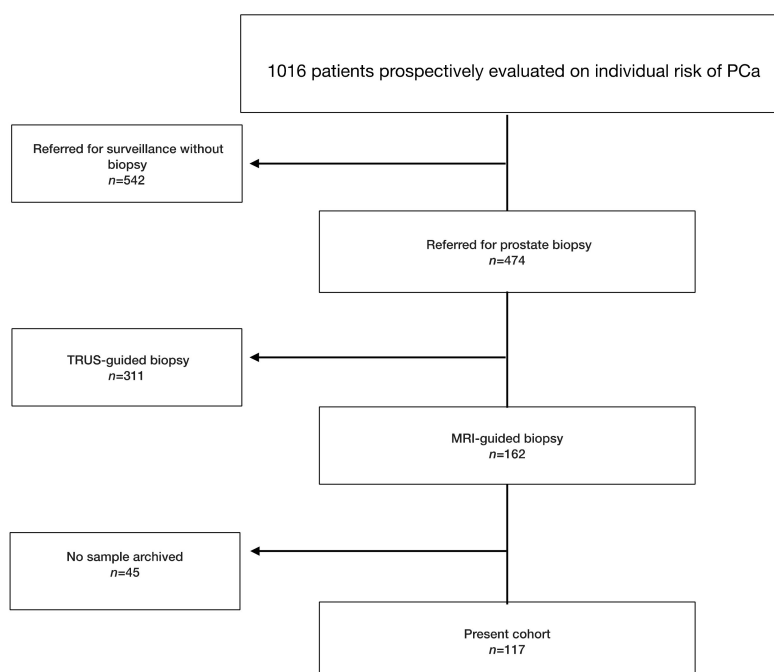 1016 patients prospectively evaluated on individual risk of PCa
Referred for surveillance without
biopsy
n=542
Referred for prostate biopsy
n=474
TRUS-guided biopsy
n=311
MRI-guided biopsy
n=162
No sample archived
n=45
Present cohort
n=117